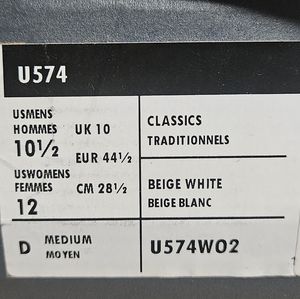 U574
USMENS
HOMMES
10½
UK 10
EUR 44½
USWOMENS
FEMMES
12
CM 28½
CLASSICS
TRADITIONNELS
BEIGE WHITE
BEIGE BLANC
D MEDIUM
MOYEN
U574WO2